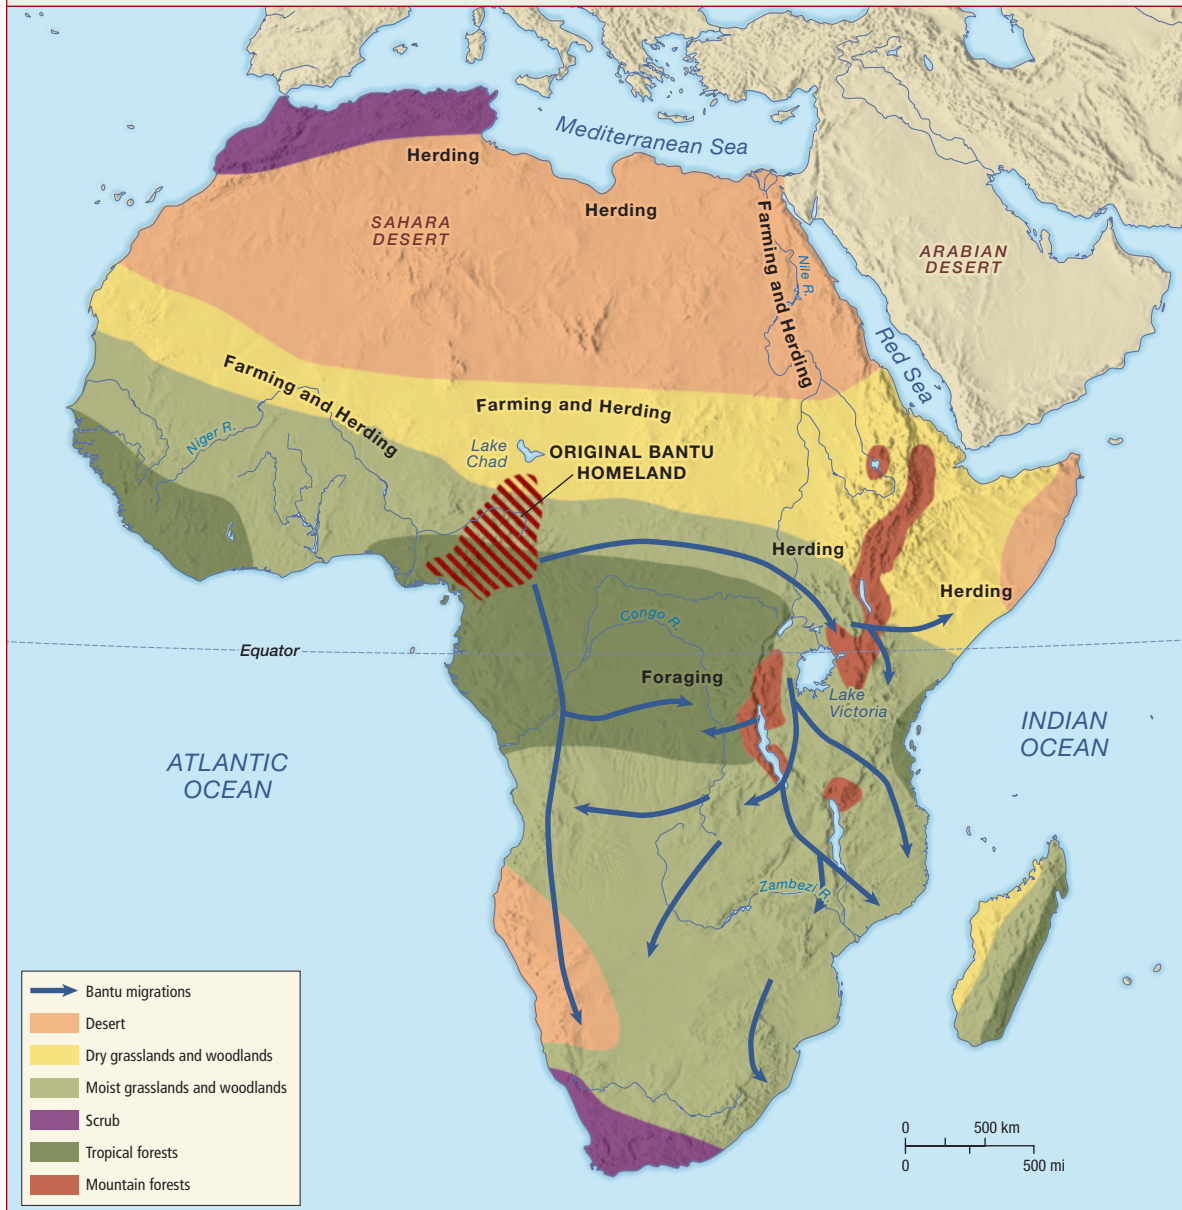 Mediterranean Sea
Herding
Herding
SAHARA
DESERT
Farming and Herding
Nile R.
ARABIAN
DESERT
Red Sea
Farming and Herding
Farming and Herding
Niger R.
Lake
Chad
ORIGINAL BANTU
HOMELAND
Herding
Herding
Congo R.
Equator
Foraging
Lake
Victoria
INDIAN
OCEAN
ATLANTIC
OCEAN
Zambezi R.
Bantu migrations
Desert
Dry grasslands and woodlands
Moist grasslands and woodlands
Scrub
Tropical forests
Mountain forests
0 500 km
0 500 mi